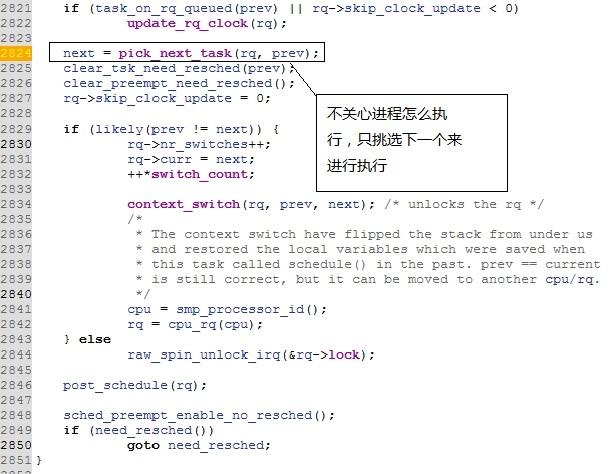 2821 if (task_on_rq_queued(prev) || rq->skip_clock_update < 0)
2822 update_rq_clock(rq);
2823
2824 next = pick_next_task(rq, prev);
2825 clear_tsk_need_resched(prev);
2826 clear_preempt_need_resched();
2827 rq->skip_clock_update = 0;
2828
不关心进程怎么执
行，只挑选下一个来
进行执行
2829 if (likely(prev != next)) {
2830 rq->nr_switches++;
2831 rq->curr = next;
2832 ++*switch_count;
2833
2834 context_switch(rq, prev, next); /* unlocks the rq */
2835 /*
2836 * The context switch have flipped the stack from under us
2837 * and restored the local variables which were saved when
2838 * this task called schedule() in the past. prev == current
2839 * is still correct, but it can be moved to another cpu/rq.
2840 */
2841 cpu = smp_processor_id();
2842 rq = cpu_rq(cpu);
2843 } else
2844 raw_spin_unlock_irq(&rq->lock);
2845
2846 post_schedule(rq);
2847
2848 sched_preempt_enable_no_resched();
2849 if (need_resched())
2850 goto need_resched;
2851 }